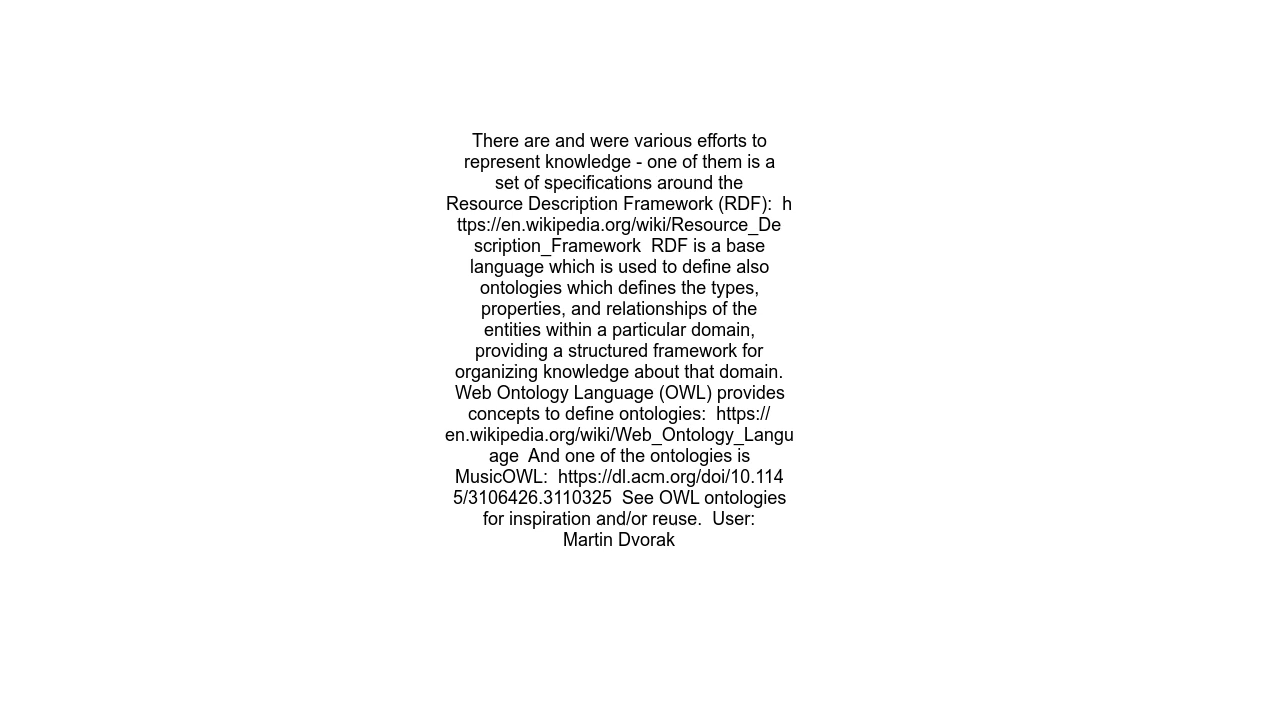 There are and were various efforts to
represent knowledge - one of them is a
set of specifications around the
Resource Description Framework (RDF):  h
ttps://en.wikipedia.org/wiki/Resource_De
scription_Framework  RDF is a base
language which is used to define also
ontologies which defines the types,
properties, and relationships of the
entities within a particular domain,
providing a structured framework for
organizing knowledge about that domain.
Web Ontology Language (OWL) provides
concepts to define ontologies:  https://
en.wikipedia.org/wiki/Web_Ontology_Langu
age  And one of the ontologies is
MusicOWL:  https://dl.acm.org/doi/10.114
5/3106426.3110325  See OWL ontologies
for inspiration and/or reuse.  User:
Martin Dvorak